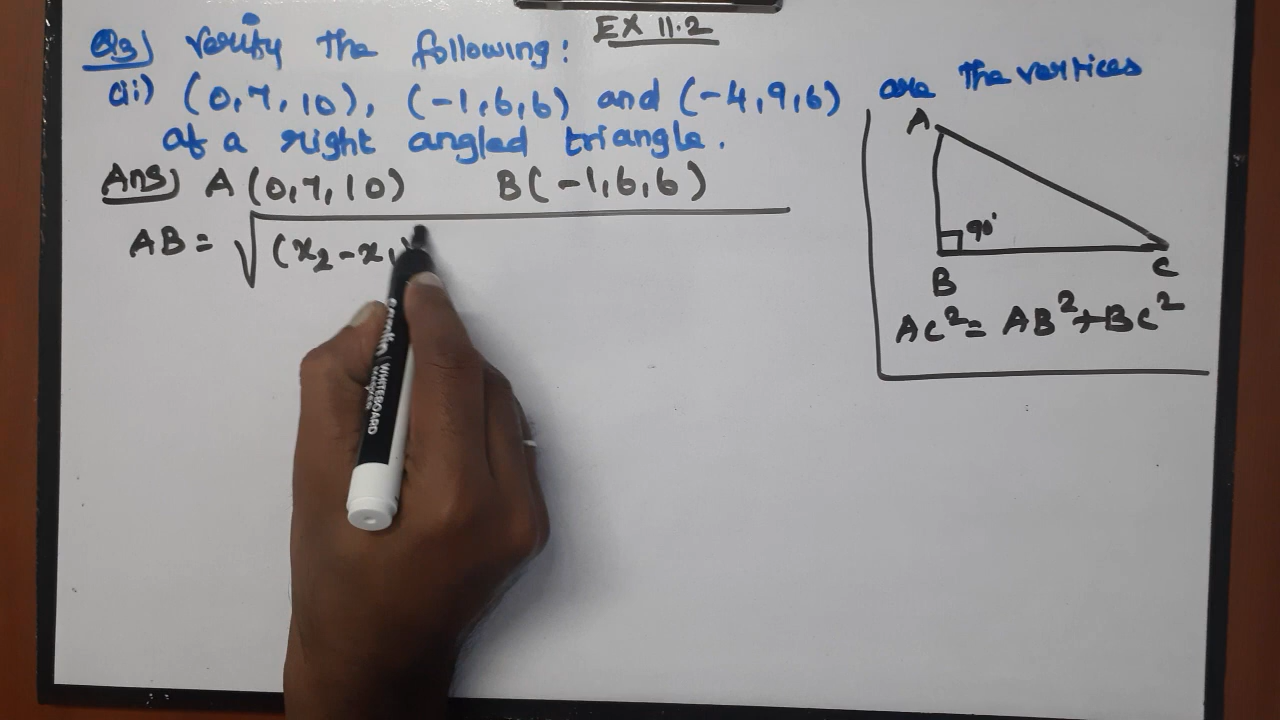 EX 11.2
Q3) Verify the following:
(ii) (0,7,10), (-1,6,6) and (-4,9,6) are the vertices
of a right angled triangle.
Ans) A(0,7,10) B(-1,6,6)
AB = √(x₂-x₁)
A
90°
B
C
AC² = AB²+BC²
WHITEBOARD